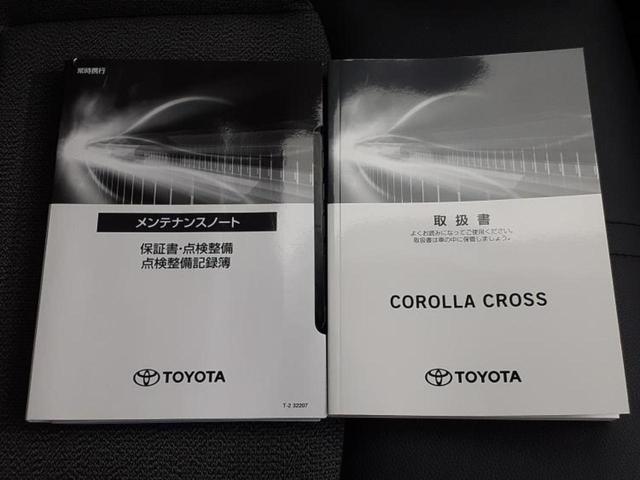 常時携行
メンテナンスノート
保証書・点検整備
点検整備記録簿
TOYOTA
T-2 32207
取扱書
よくお読みになってご使用ください。
取扱書は車の中に保管しましょう。
COROLLA CROSS
TOYOTA